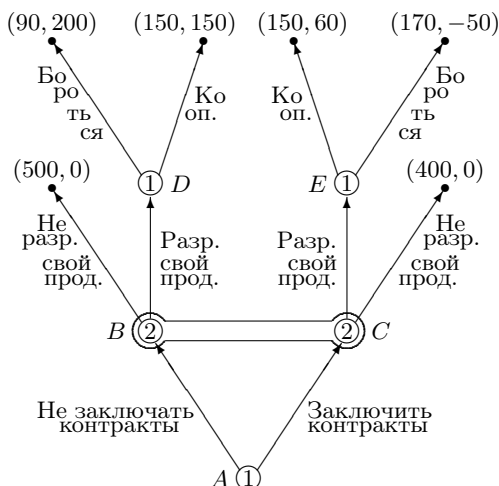 (90, 200) (150, 150) (150, 60) (170, −50)
Бо
ро
ть
ся
Ко
оп.
Ко
оп.
Бо
ро
ть
ся
1 D
E 1
(500, 0)
(400, 0)
Не
разр.
свой
прод.
Разр.
свой
прод.
Разр.
свой
прод.
Не
разр.
свой
прод.
B 2
2 C
Не заключать
контракты
Заключить
контракты
A 1